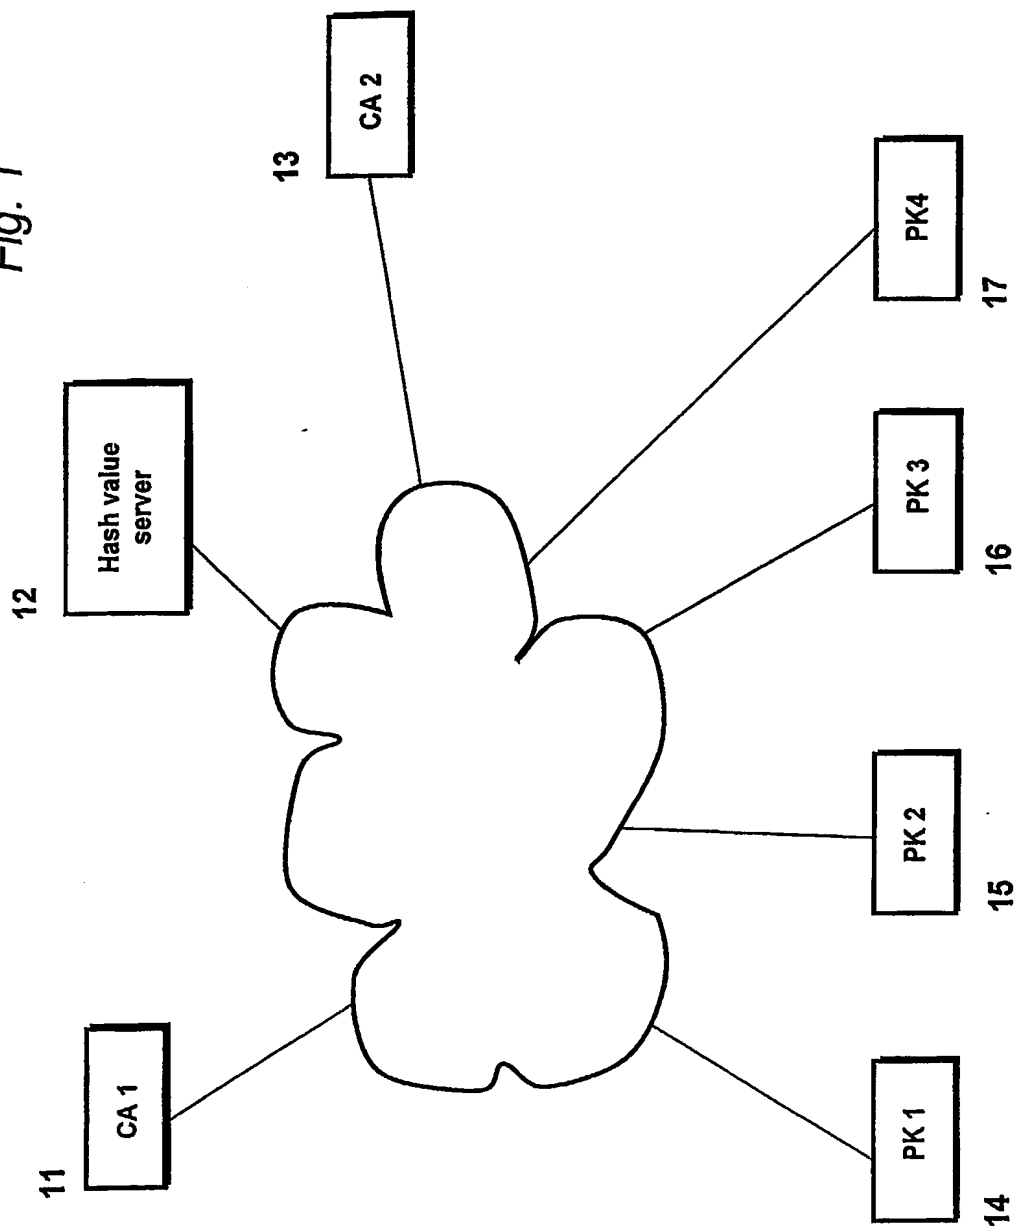 Fig. 1
12
Hash value
server
11
CA 1
13
CA 2
PK 1
14
PK 2
15
PK 3
16
PK4
17